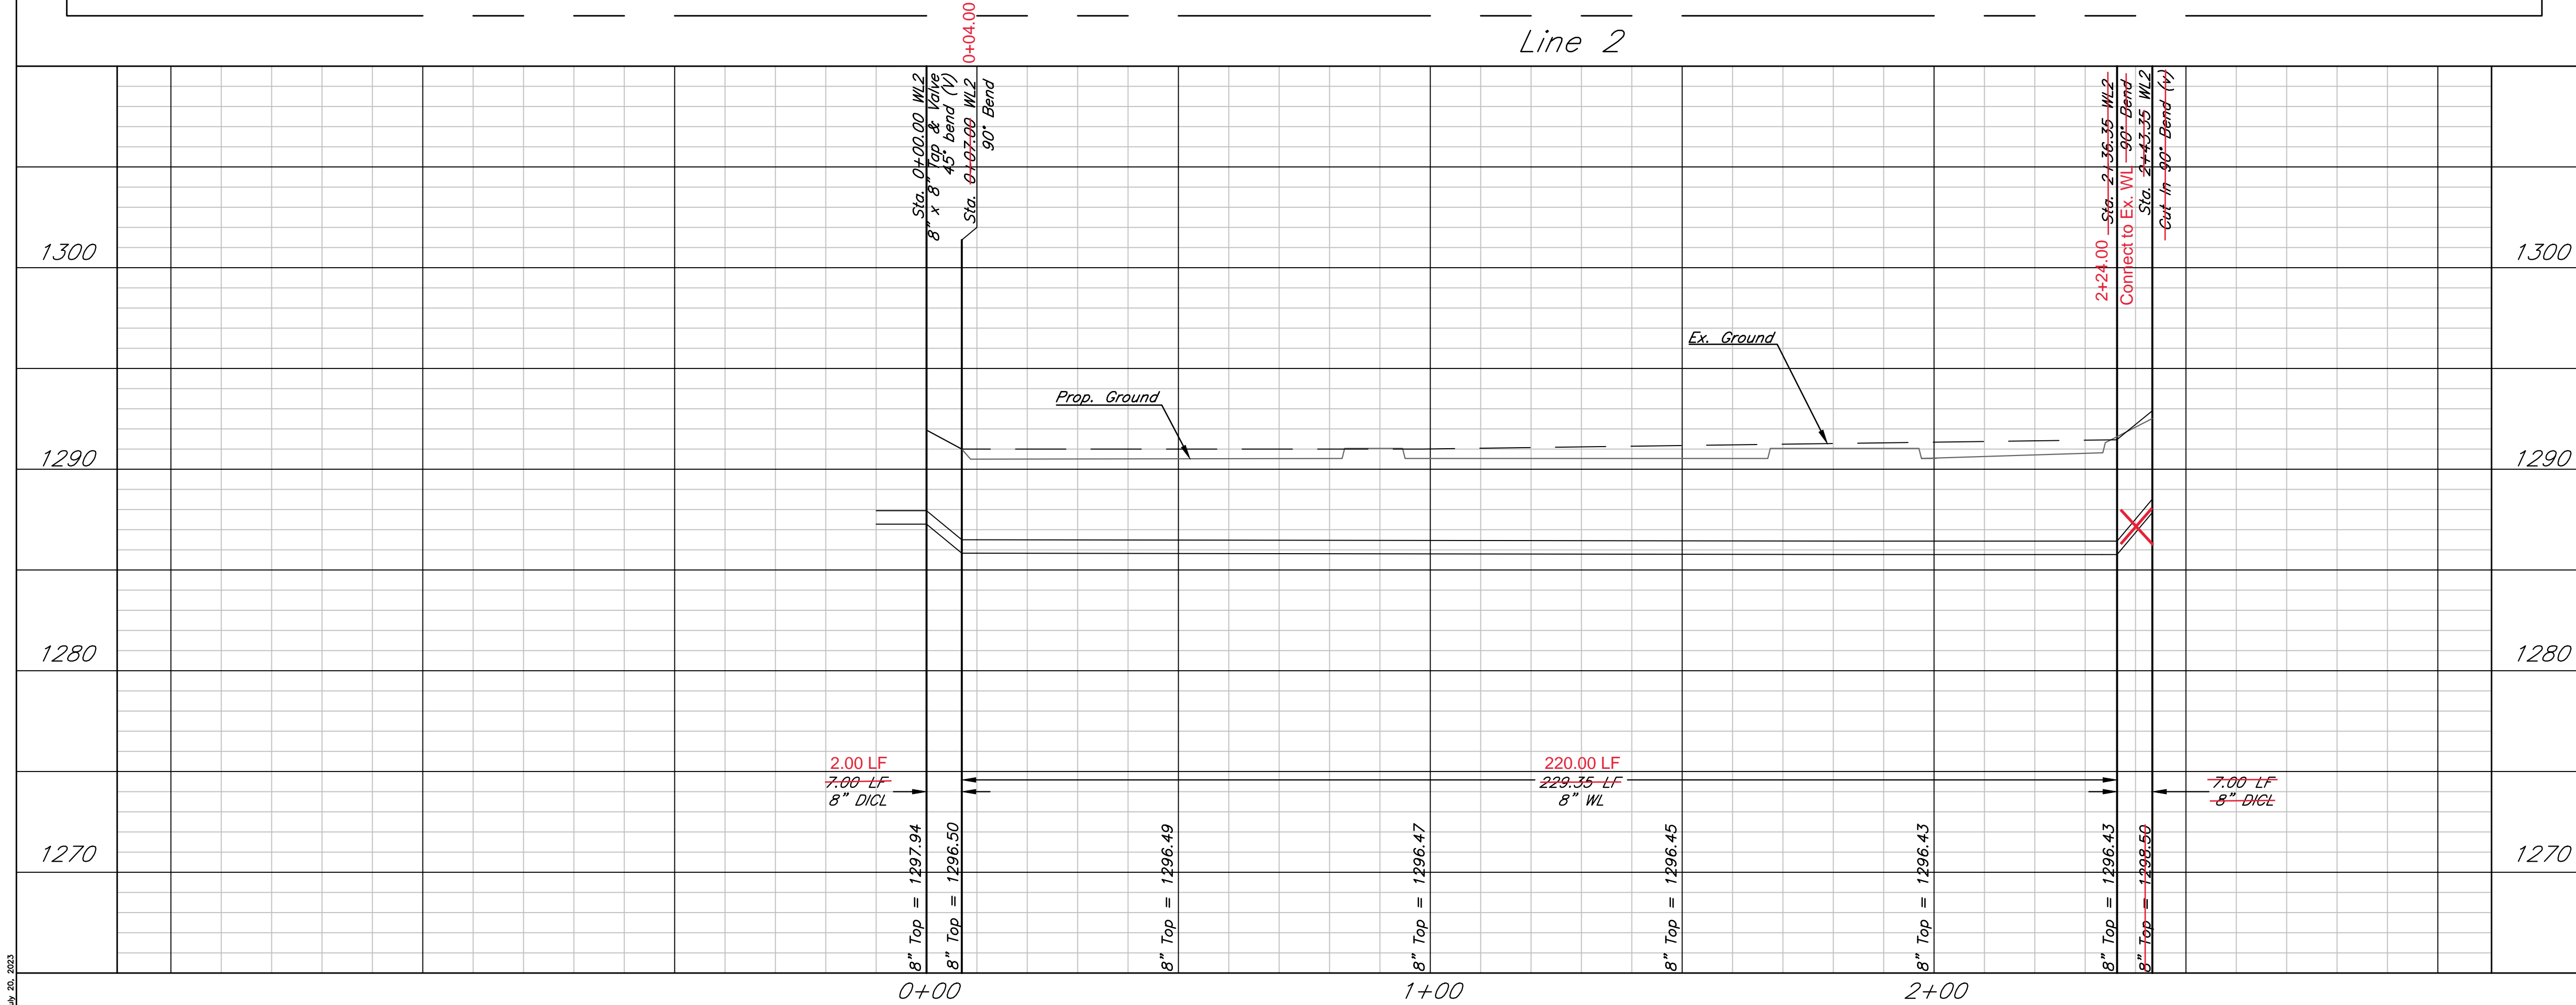 Line 2
0+04.00
Sta. 0+00.00 WL2
8" x 8" Tap & Valve
45° bend (V)
Sta. 0+07.00 WL2
90° Bend
2+24.00
Sta. 2+36.35 WL2
Connect to Ex. WL
90° Bend
Sta. 2+43.35 WL2
Cut In 90° Bend (v)
1300
1300
Ex. Ground
Prop. Ground
1290
1290
1280
1280
2.00 LF
7.00 LF
8" DICL
220.00 LF
229.35 LF
8" WL
7.00 LF
8" DICL
1270
1270
8" Top = 1297.94
8" Top = 1296.50
8" Top = 1296.49
8" Top = 1296.47
8" Top = 1296.45
8" Top = 1296.43
8" Top = 1296.43
8" Top = 1298.50
0+00
1+00
2+00
20, 2023